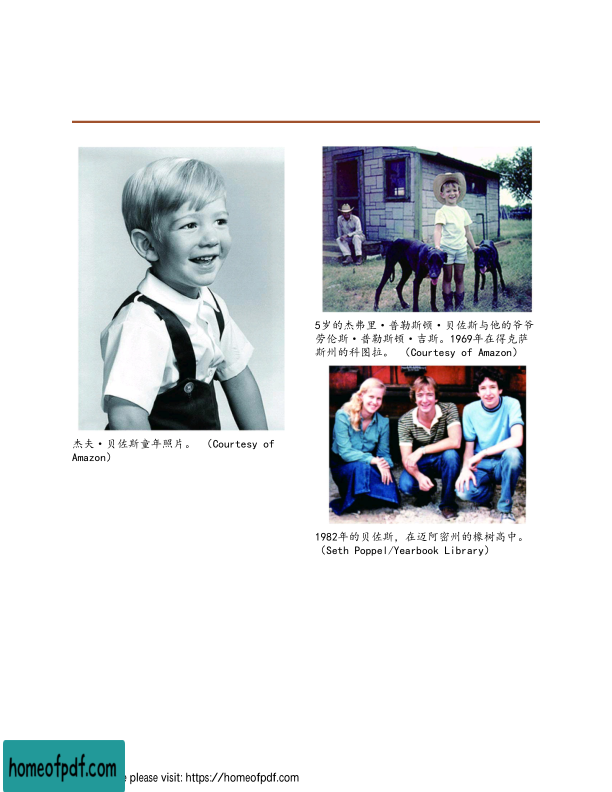 杰夫·贝佐斯童年照片。 (Courtesy of
Amazon)
5岁的杰弗里·普勒斯顿·贝佐斯与他的爷爷
劳伦斯·普勒斯顿·吉斯。1969年在得克萨
斯州的科图拉。 (Courtesy of Amazon)
1982年的贝佐斯，在迈阿密州的橡树高中。
(Seth Poppel/Yearbook Library)
homeofpdf.com
e please visit: https://homeofpdf.com